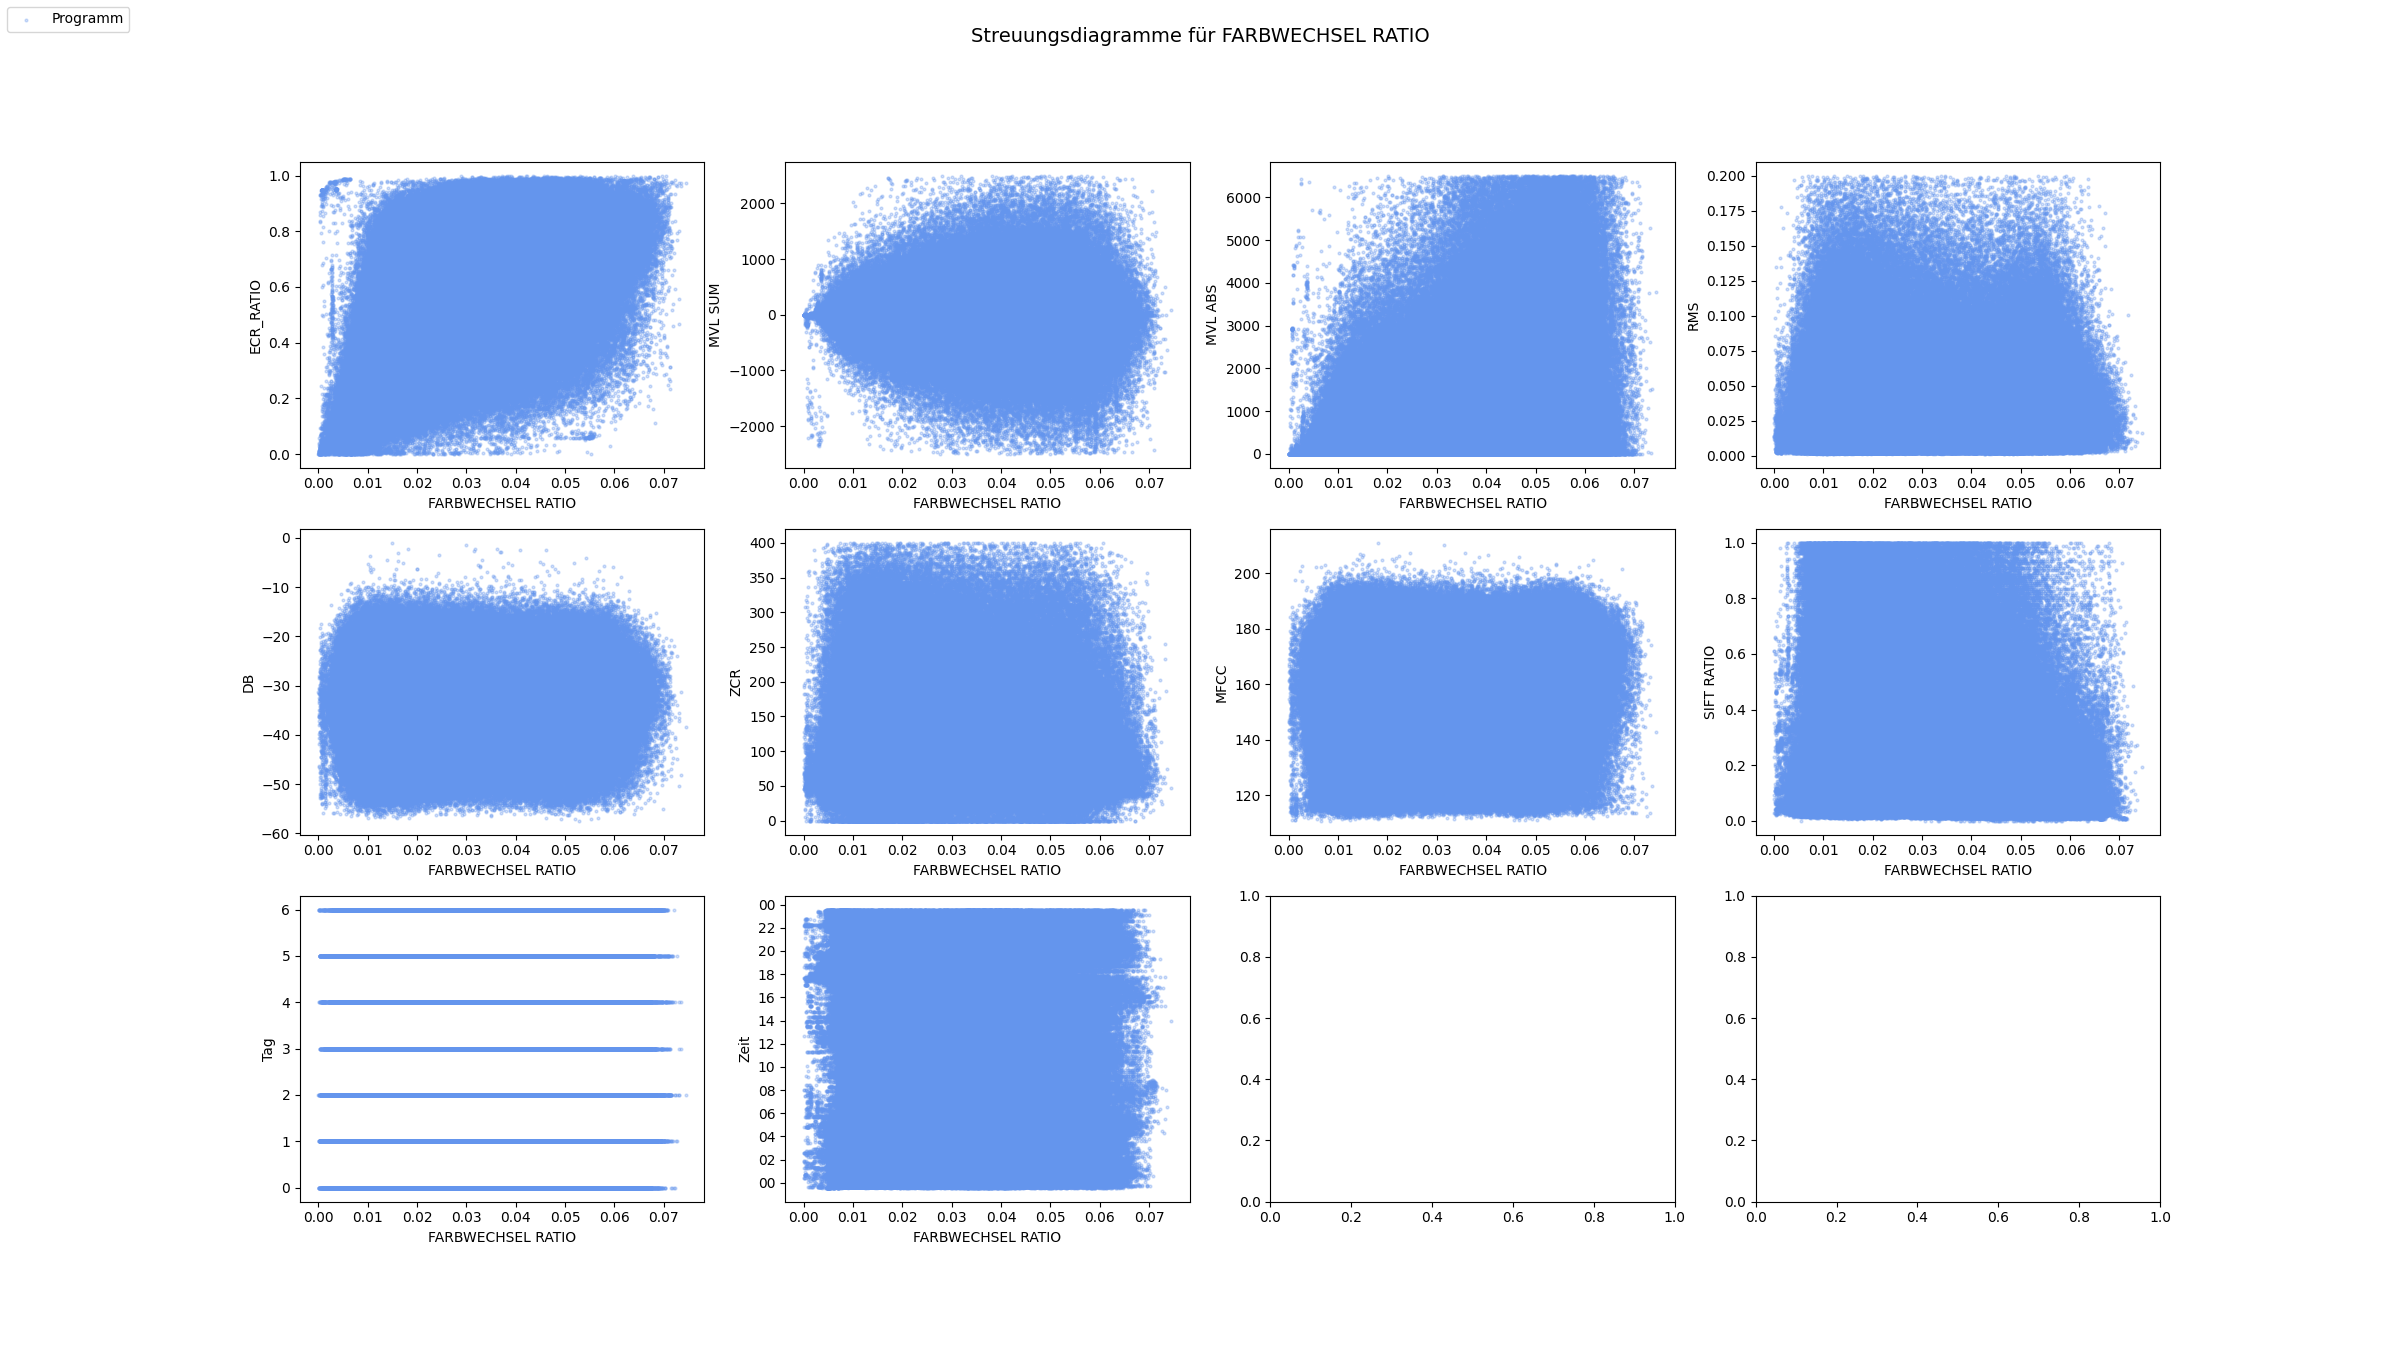 Programm
Streuungsdiagramme für FARBWECHSEL RATIO
ECR_RATIO
1.0
0.8
0.6
0.4
0.2
0.0
0.00 0.01 0.02 0.03 0.04 0.05 0.06 0.07
FARBWECHSEL RATIO
MVL SUM
2000
1000
0
−1000
−2000
0.00 0.01 0.02 0.03 0.04 0.05 0.06 0.07
FARBWECHSEL RATIO
MVL ABS
6000
5000
4000
3000
2000
1000
0
0.00 0.01 0.02 0.03 0.04 0.05 0.06 0.07
FARBWECHSEL RATIO
RMS
0.200
0.175
0.150
0.125
0.100
0.075
0.050
0.025
0.000
0.00 0.01 0.02 0.03 0.04 0.05 0.06 0.07
FARBWECHSEL RATIO
DB
0
−10
−20
−30
−40
−50
−60
0.00 0.01 0.02 0.03 0.04 0.05 0.06 0.07
FARBWECHSEL RATIO
ZCR
400
350
300
250
200
150
100
50
0
0.00 0.01 0.02 0.03 0.04 0.05 0.06 0.07
FARBWECHSEL RATIO
MFCC
200
180
160
140
120
0.00 0.01 0.02 0.03 0.04 0.05 0.06 0.07
FARBWECHSEL RATIO
SIFT RATIO
1.0
0.8
0.6
0.4
0.2
0.0
0.00 0.01 0.02 0.03 0.04 0.05 0.06 0.07
FARBWECHSEL RATIO
Tag
6
5
4
3
2
1
0
0.00 0.01 0.02 0.03 0.04 0.05 0.06 0.07
FARBWECHSEL RATIO
Zeit
00
22
20
18
16
14
12
10
08
06
04
02
00
0.00 0.01 0.02 0.03 0.04 0.05 0.06 0.07
FARBWECHSEL RATIO
1.0
0.8
0.6
0.4
0.2
0.0
0.0 0.2 0.4 0.6 0.8 1.0
1.0
0.8
0.6
0.4
0.2
0.0
0.0 0.2 0.4 0.6 0.8 1.0